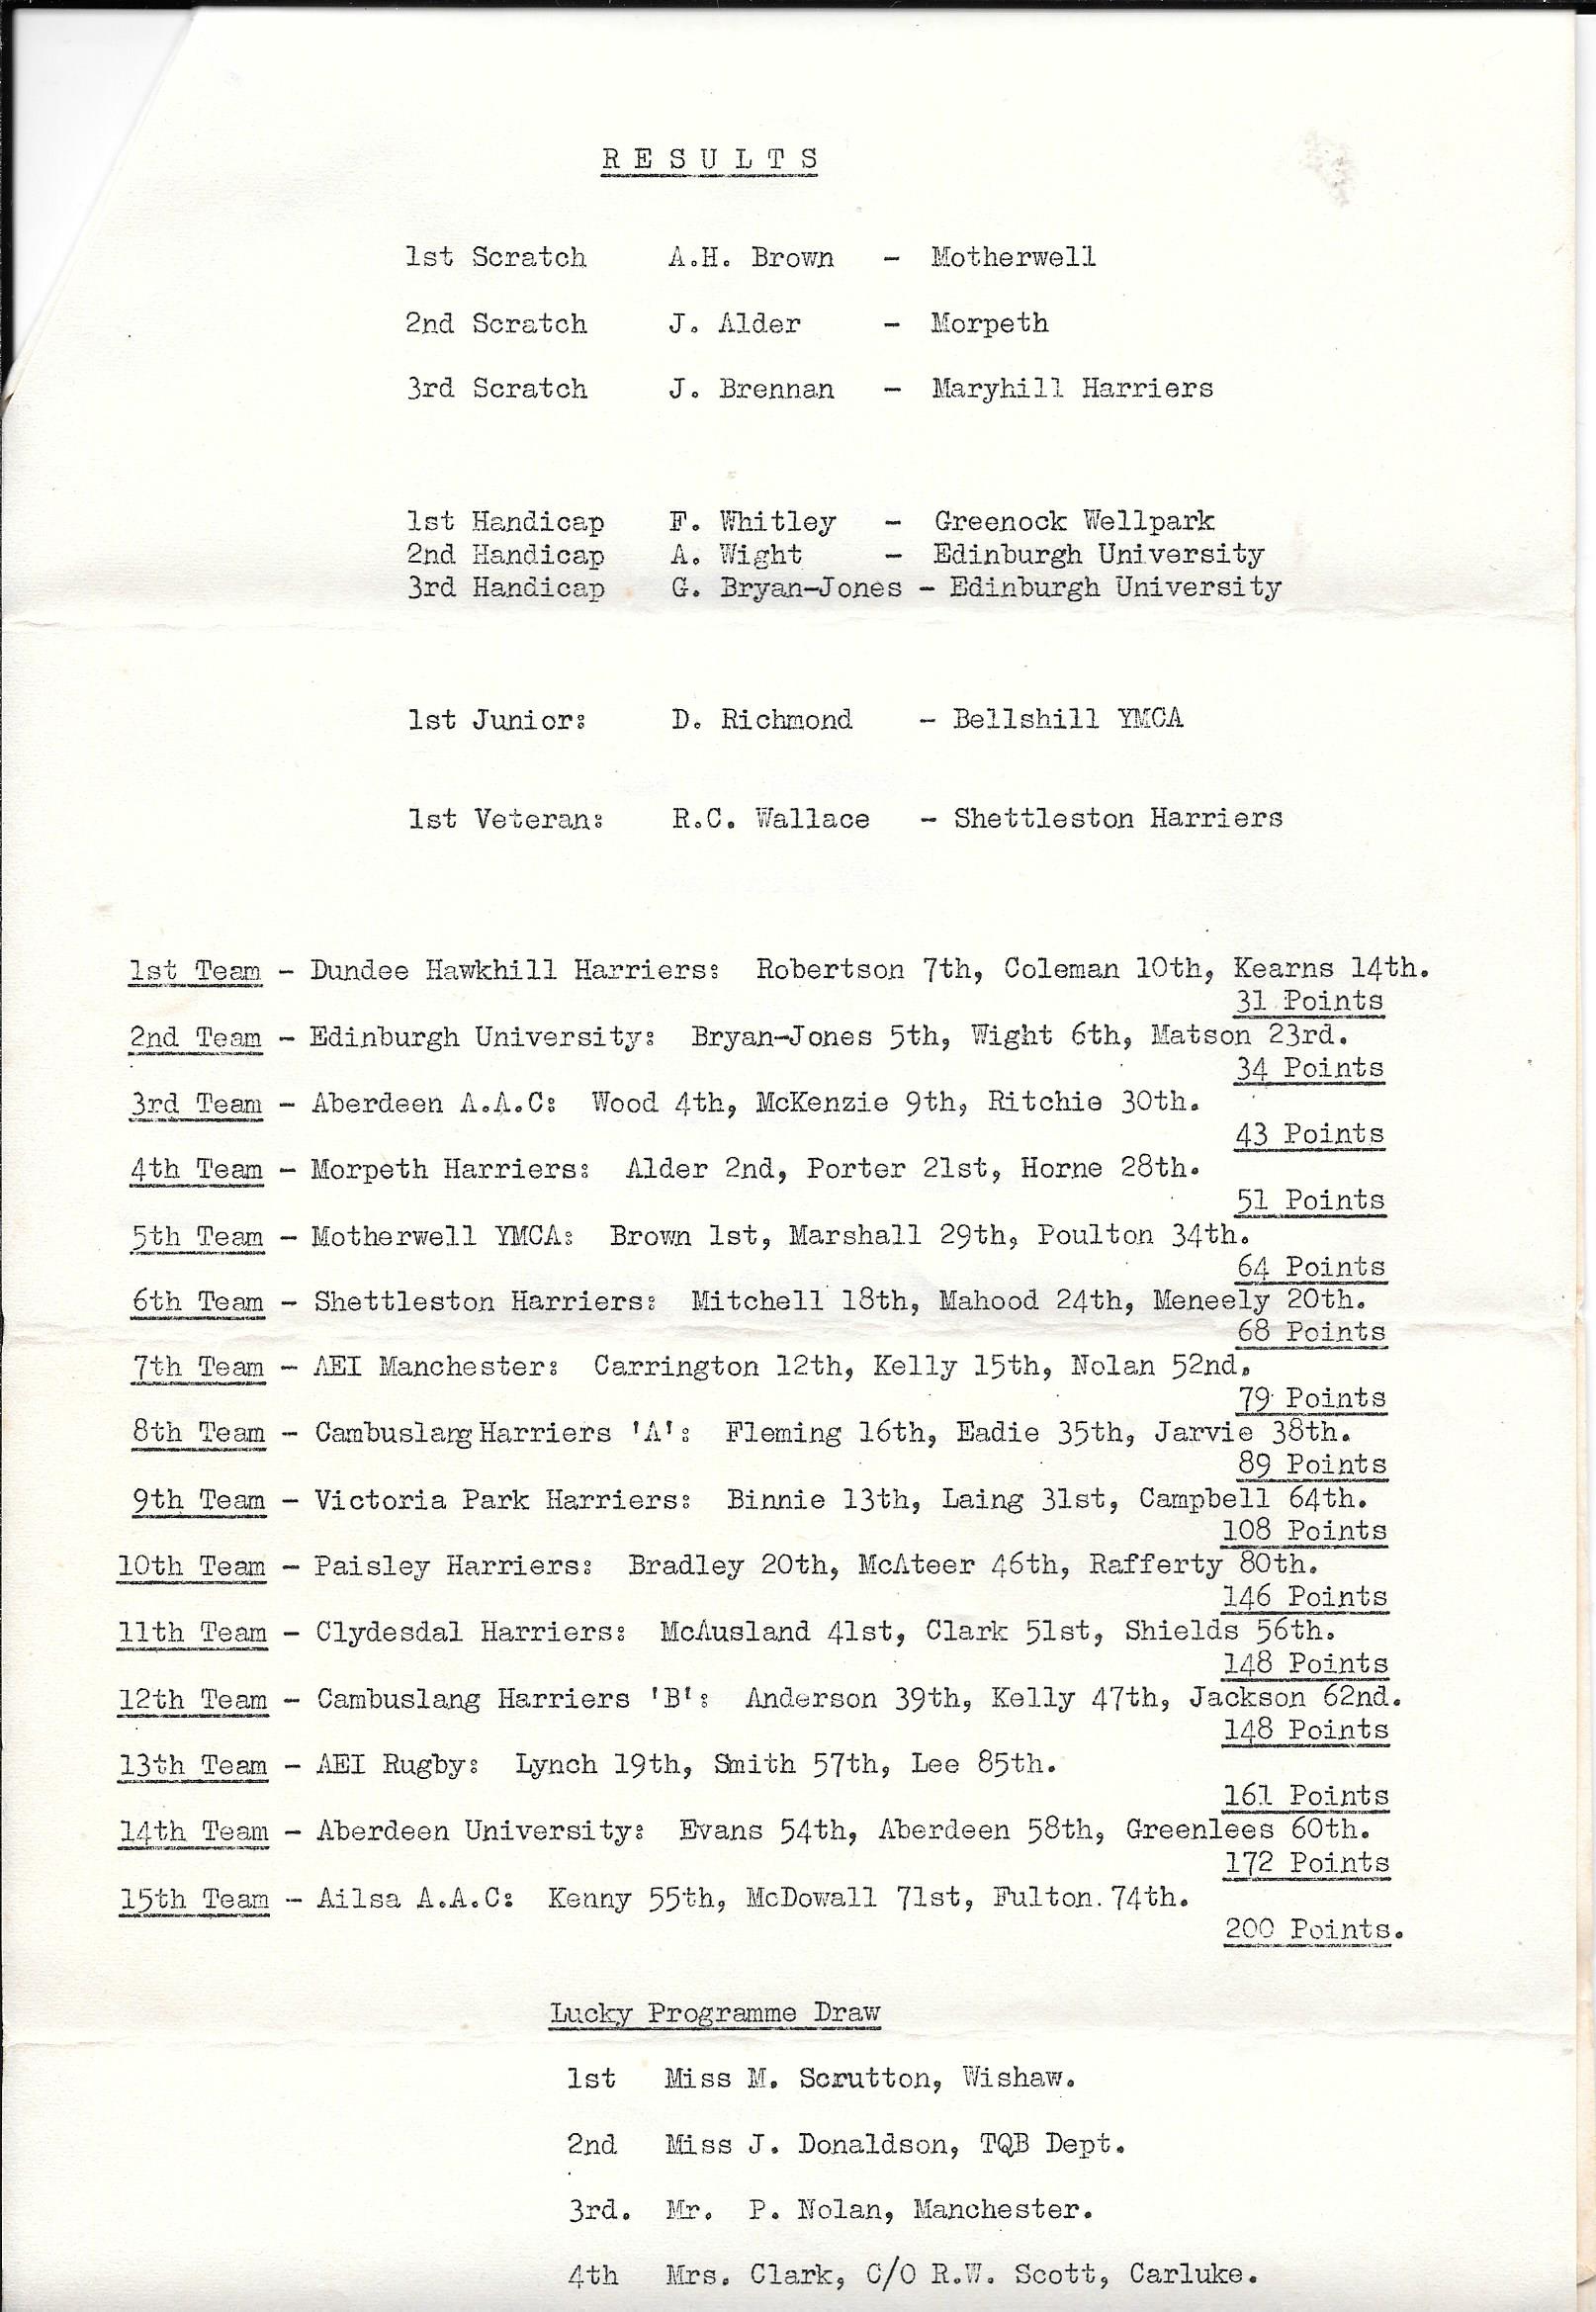 RESULTS
1st Scratch A.H. Brown - Motherwell
2nd Scratch J. Alder - Morpeth
3rd Scratch J. Brennan - Maryhill Harriers
1st Handicap F. Whitley - Greenock Wellpark
2nd Handicap A. Wight - Edinburgh University
3rd Handicap G. Bryan-Jones - Edinburgh University
1st Junior: D. Richmond - Bellshill YMCA
1st Veteran: R.C. Wallace - Shettleston Harriers
1st Team - Dundee Hawkhill Harriers: Robertson 7th, Coleman 10th, Kearns 14th.
31 Points
2nd Team - Edinburgh University: Bryan-Jones 5th, Wight 6th, Matson 23rd.
34 Points
3rd Team - Aberdeen A.A.C: Wood 4th, McKenzie 9th, Ritchie 30th.
43 Points
4th Team - Morpeth Harriers: Alder 2nd, Porter 21st, Horne 28th.
51 Points
5th Team - Motherwell YMCA: Brown 1st, Marshall 29th, Poulton 34th.
64 Points
6th Team - Shettleston Harriers: Mitchell 18th, Mahood 24th, Meneely 20th.
68 Points
7th Team - AEI Manchester: Carrington 12th, Kelly 15th, Nolan 52nd.
79 Points
8th Team - Cambuslang Harriers 'A': Fleming 16th, Eadie 35th, Jarvie 38th.
89 Points
9th Team - Victoria Park Harriers: Binnie 13th, Laing 31st, Campbell 64th.
108 Points
10th Team - Paisley Harriers: Bradley 20th, McAteer 46th, Rafferty 80th.
146 Points
11th Team - Clydesdal Harriers: McAusland 41st, Clark 51st, Shields 56th.
148 Points
12th Team - Cambuslang Harriers 'B': Anderson 39th, Kelly 47th, Jackson 62nd.
148 Points
13th Team - AEI Rugby: Lynch 19th, Smith 57th, Lee 85th.
161 Points
14th Team - Aberdeen University: Evans 54th, Aberdeen 58th, Greenlees 60th.
172 Points
15th Team - Ailsa A.A.C: Kenny 55th, McDowall 71st, Fulton. 74th.
200 Points.
Lucky Programme Draw
1st Miss M. Scrutton, Wishaw.
2nd Miss J. Donaldson, TQB Dept.
3rd. Mr. P. Nolan, Manchester.
4th Mrs. Clark, C/O R.W. Scott, Carluke.